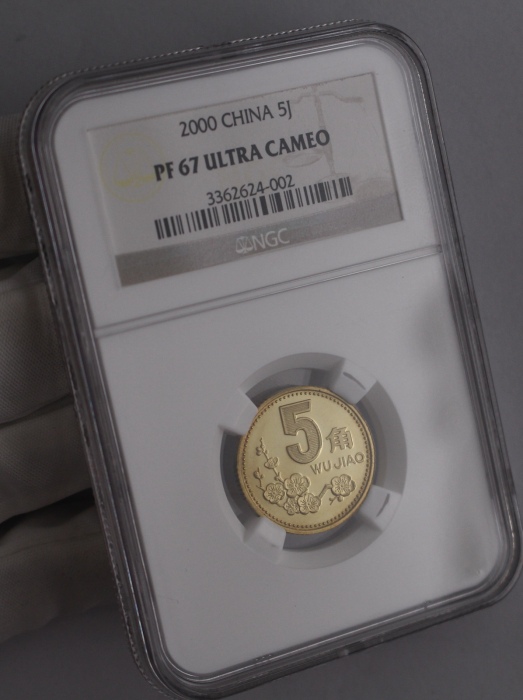 2000 CHINA 5J
PF 67 ULTRA CAMEO
3362624-002
NGC
5角
WU JIAO